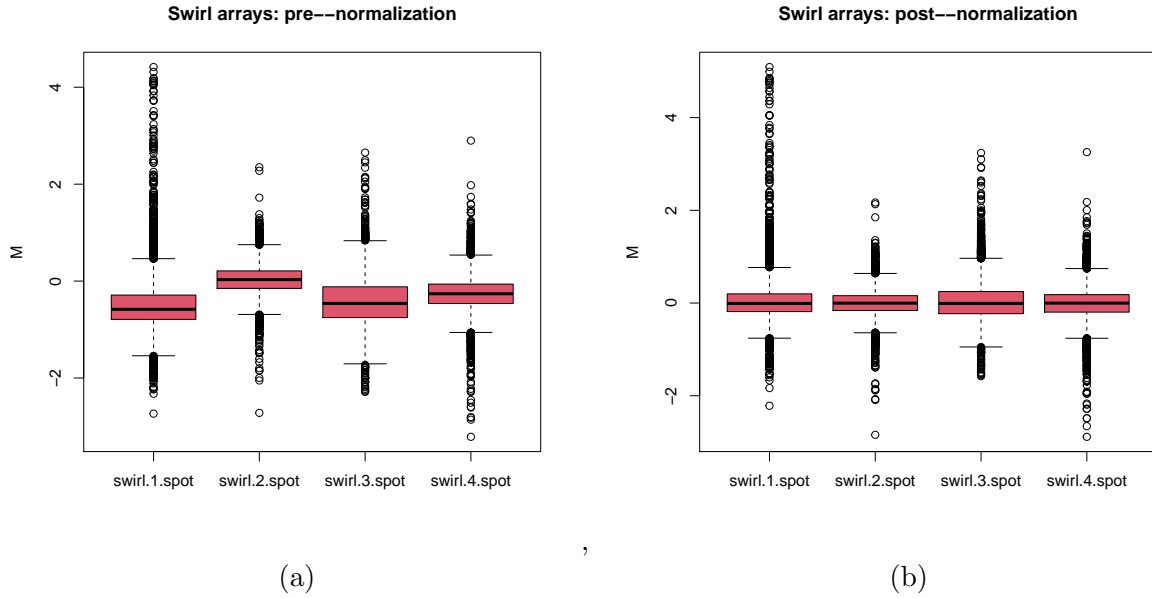 Swirl arrays: pre−−normalization
M
4
2
0
−2
swirl.1.spot swirl.2.spot swirl.3.spot swirl.4.spot
(a)
,
Swirl arrays: post−−normalization
M
4
2
0
−2
swirl.1.spot swirl.2.spot swirl.3.spot swirl.4.spot
(b)